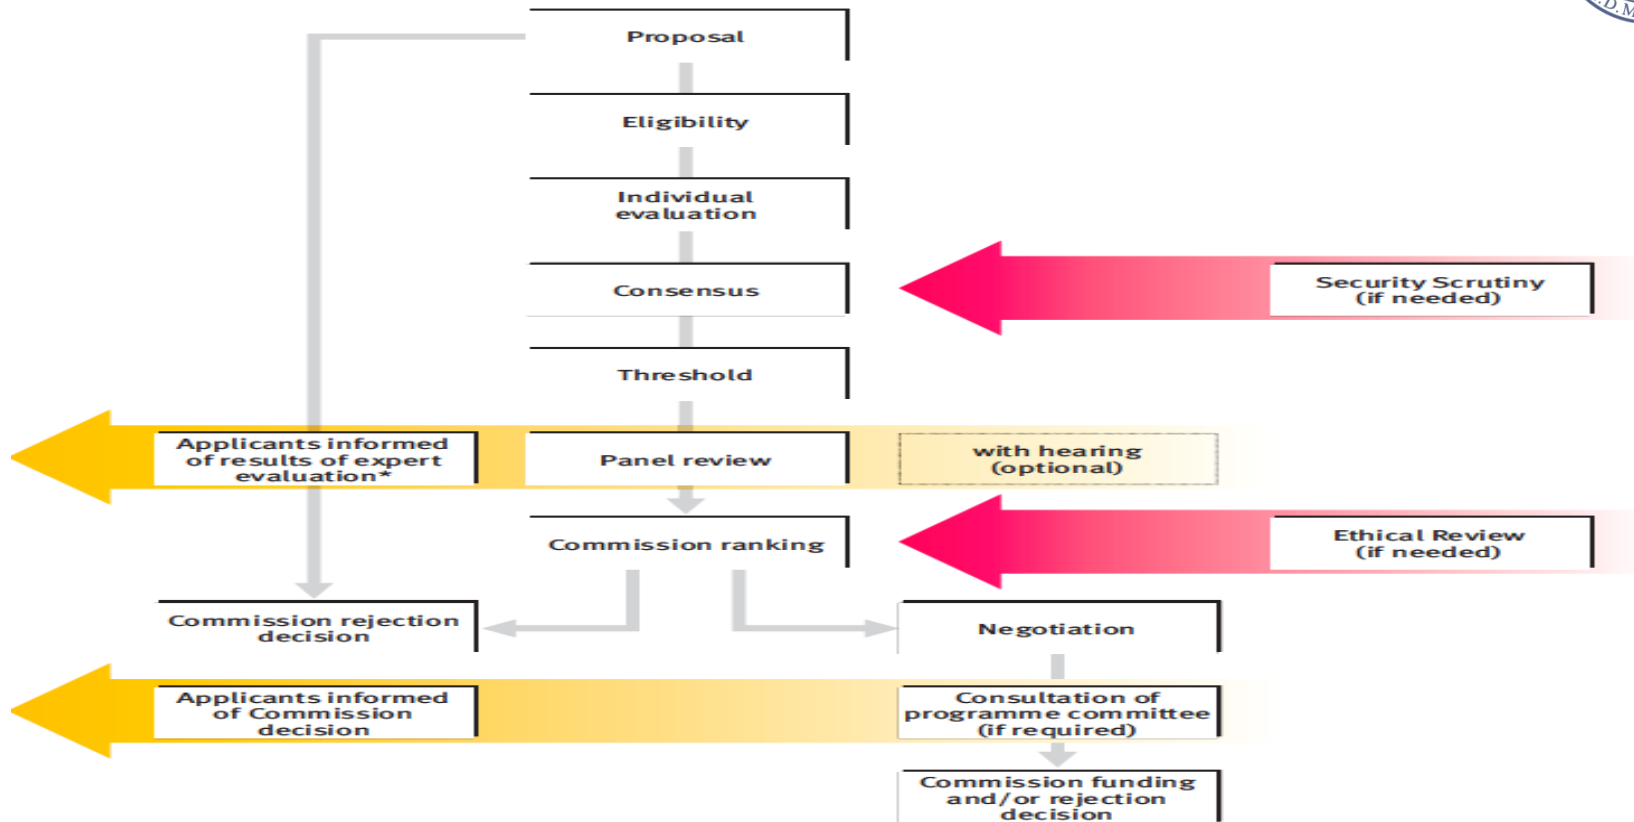 .D.M
Proposal
Eligibility
Individual
evaluation
Consensus
Security Scrutiny
(if needed)
Threshold
Applicants informed
of results of expert
evaluation*
Panel review
with hearing
(optional)
Commission ranking
Ethical Review
(if needed)
Commission rejection
decision
Negotiation
Applicants informed
of Commission
decision
Consultation of
programme committee
(if required)
Commission funding
and/or rejection
decision